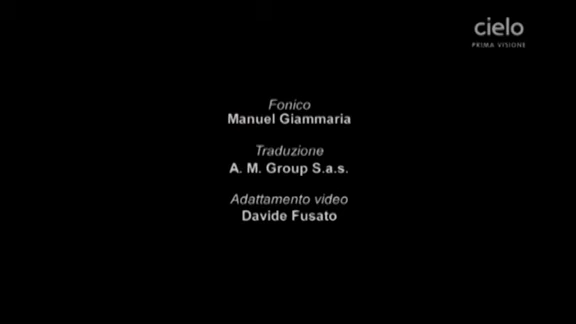 cielo
PRIMA VISIONE
Fonico
Manuel Giammaria
Traduzione
A. M. Group S.a.s.
Adattamento video
Davide Fusato